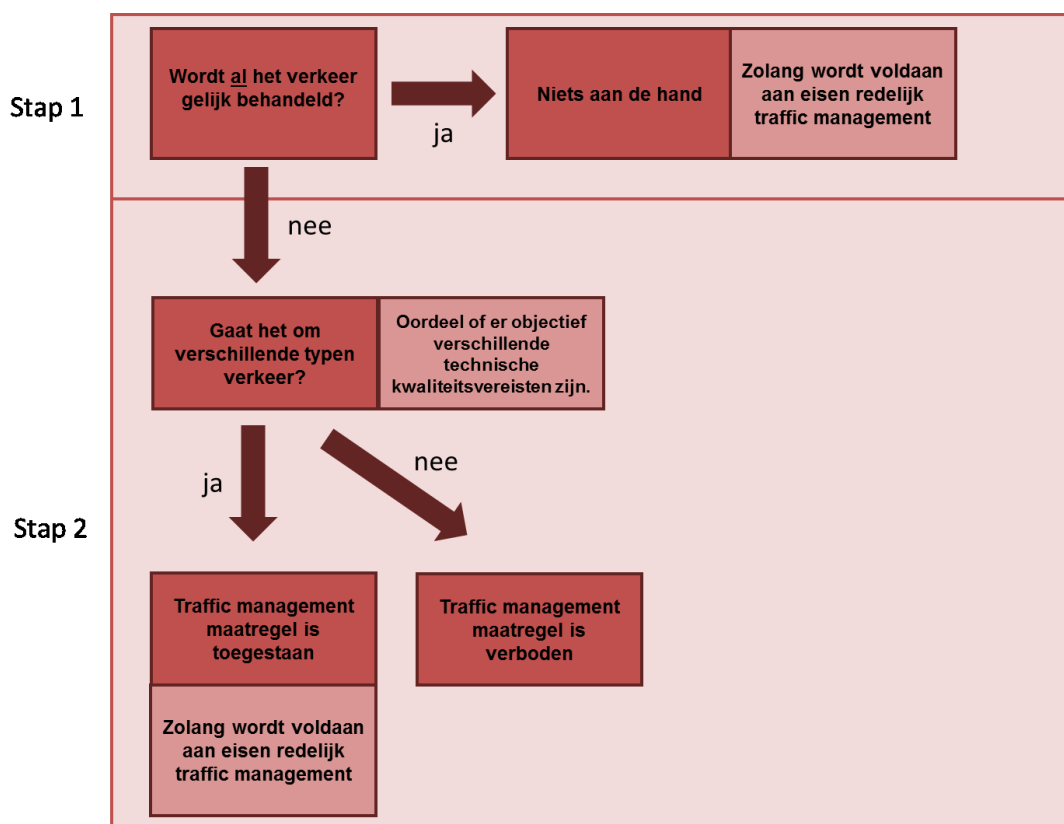 Stap 1
Wordt al het verkeer
gelijk behandeld?
ja
Niets aan de hand
Zolang wordt voldaan
aan eisen redelijk
traffic management
nee
Stap 2
Gaat het om
verschillende typen
verkeer?
Oordeel of er objectief
verschillende
technische
kwaliteitsvereisten zijn.
ja
nee
Traffic management
maatregel is
toegestaan
Zolang wordt voldaan
aan eisen redelijk
traffic management
Traffic management
maatregel is
verboden